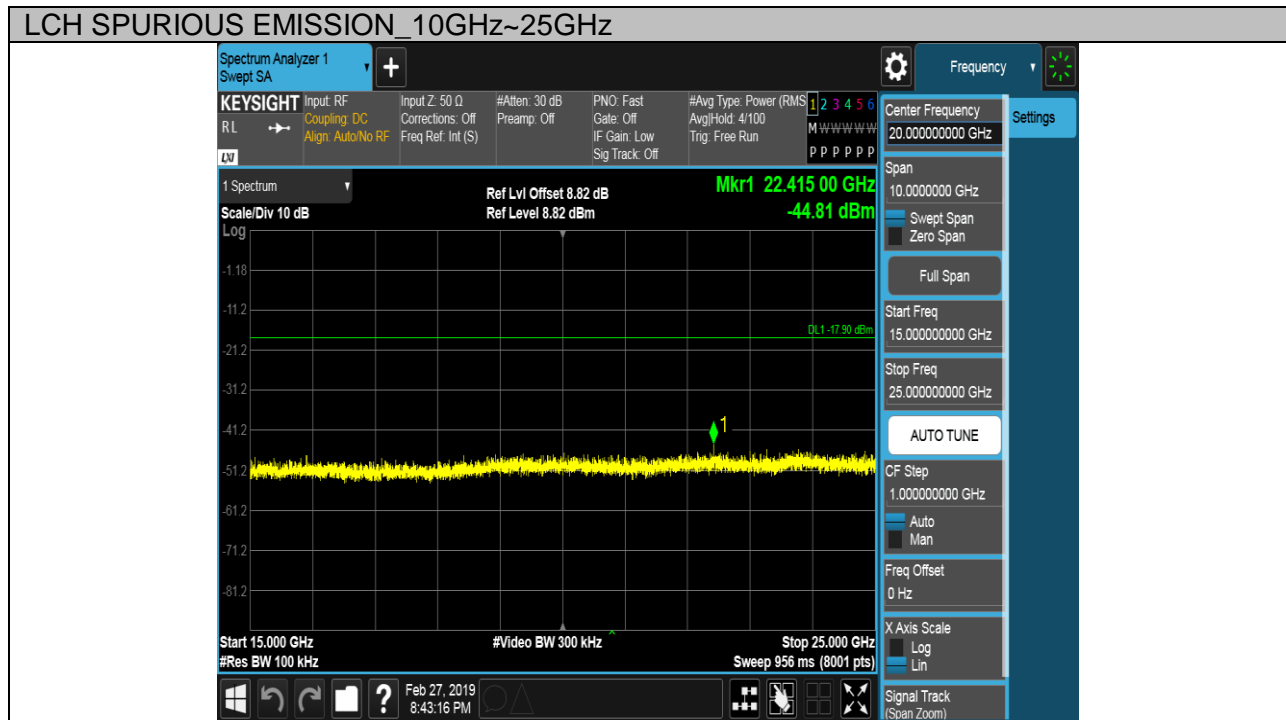 LCH SPURIOUS EMISSION_10GHz~25GHz
Spectrum Analyzer 1
Swept SA
Frequency
KEYSIGHT
RL
LXI
Input: RF
Coupling: DC
Align: Auto/No RF
Input Z: 50 Ω
Corrections: Off
Freq Ref: Int (S)
#Atten: 30 dB
Preamp: Off
PNO: Fast
Gate: Off
IF Gain: Low
Sig Track: Off
#Avg Type: Power (RMS
Avg|Hold: 4/100
Trig: Free Run
1 2 3 4 5 6
M W W W W W
P P P P P P
1 Spectrum
Scale/Div 10 dB
Ref Lvl Offset 8.82 dB
Ref Level 8.82 dBm
Mkr1 22.415 00 GHz
-44.81 dBm
Log
-1.18
-11.2
DL1 -17.90 dBm
-21.2
-31.2
-41.2
1
-51.2
-61.2
-71.2
-81.2
Start 15.000 GHz
#Video BW 300 kHz
Stop 25.000 GHz
#Res BW 100 kHz
Sweep 956 ms (8001 pts)
?
Feb 27, 2019
8:43:16 PM
Center Frequency
20.000000000 GHz
Settings
Span
10.0000000 GHz
Swept Span
Zero Span
Full Span
Start Freq
15.000000000 GHz
Stop Freq
25.000000000 GHz
AUTO TUNE
CF Step
1.000000000 GHz
Auto
Man
Freq Offset
0 Hz
X Axis Scale
Log
Lin
Signal Track
(Span Zoom)